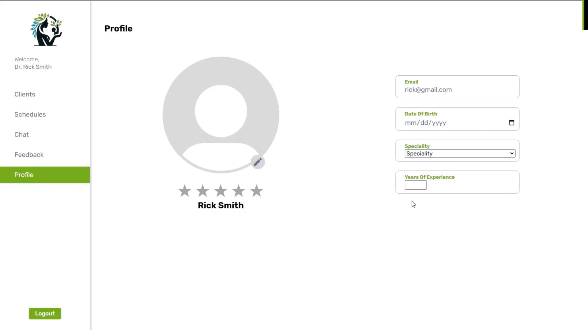 Profile
Welcome,
Dr. Rick Smith
Clients
Schedules
Chat
Feedback
Profile
Logout
Rick Smith
Email
rick@gmail.com
Date Of Birth
mm/dd/yyyy
Speciality
Speciality
Years Of Experience